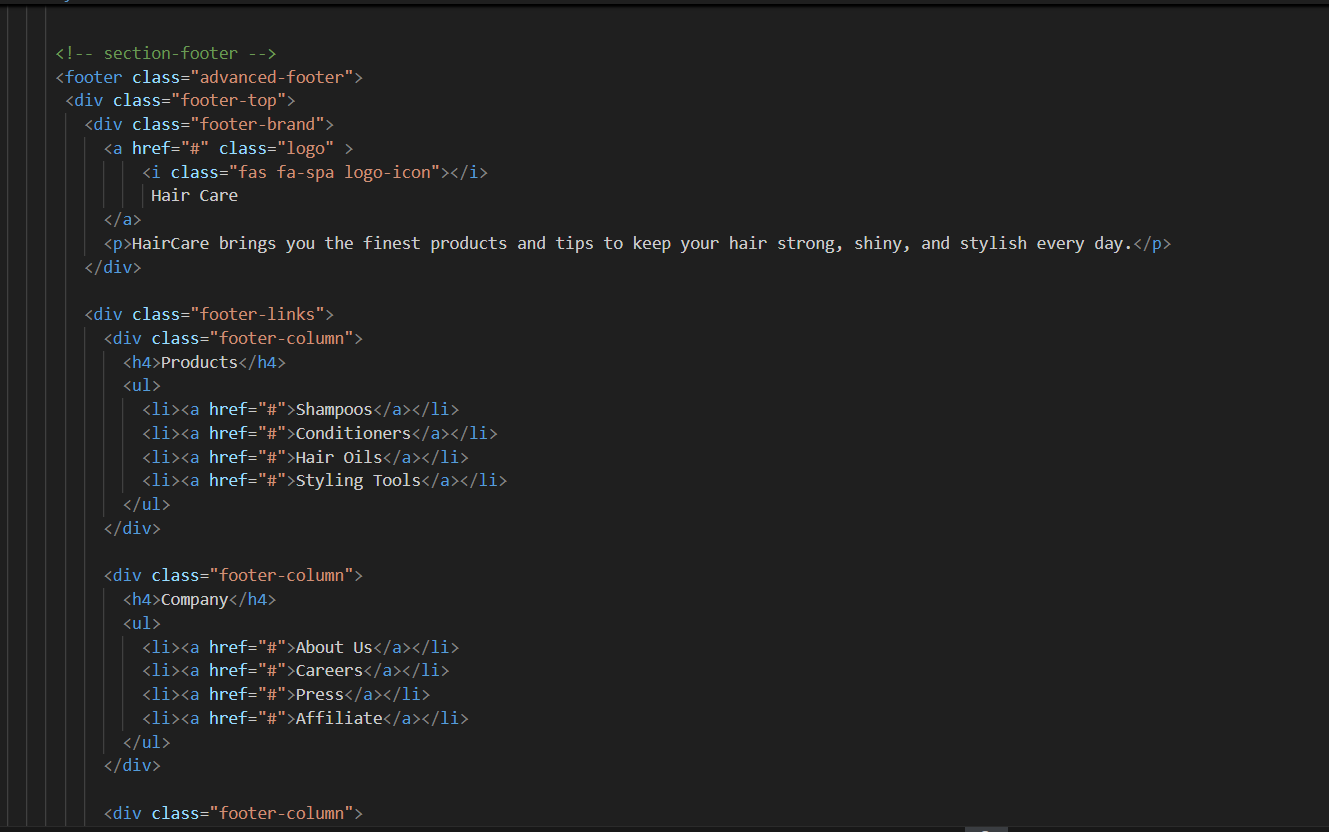 <!-- section-footer -->
<footer class="advanced-footer">
<div class="footer-top">
<div class="footer-brand">
<a href="#" class="logo" >
<i class="fas fa-spa logo-icon"></i>
Hair Care
</a>
<p>HairCare brings you the finest products and tips to keep your hair strong, shiny, and stylish every day.</p>
</div>
<div class="footer-links">
<div class="footer-column">
<h4>Products</h4>
<ul>
<li><a href="#">Shampoos</a></li>
<li><a href="#">Conditioners</a></li>
<li><a href="#">Hair Oils</a></li>
<li><a href="#">Styling Tools</a></li>
</ul>
</div>
<div class="footer-column">
<h4>Company</h4>
<ul>
<li><a href="#">About Us</a></li>
<li><a href="#">Careers</a></li>
<li><a href="#">Press</a></li>
<li><a href="#">Affiliate</a></li>
</ul>
</div>
<div class="footer-column">